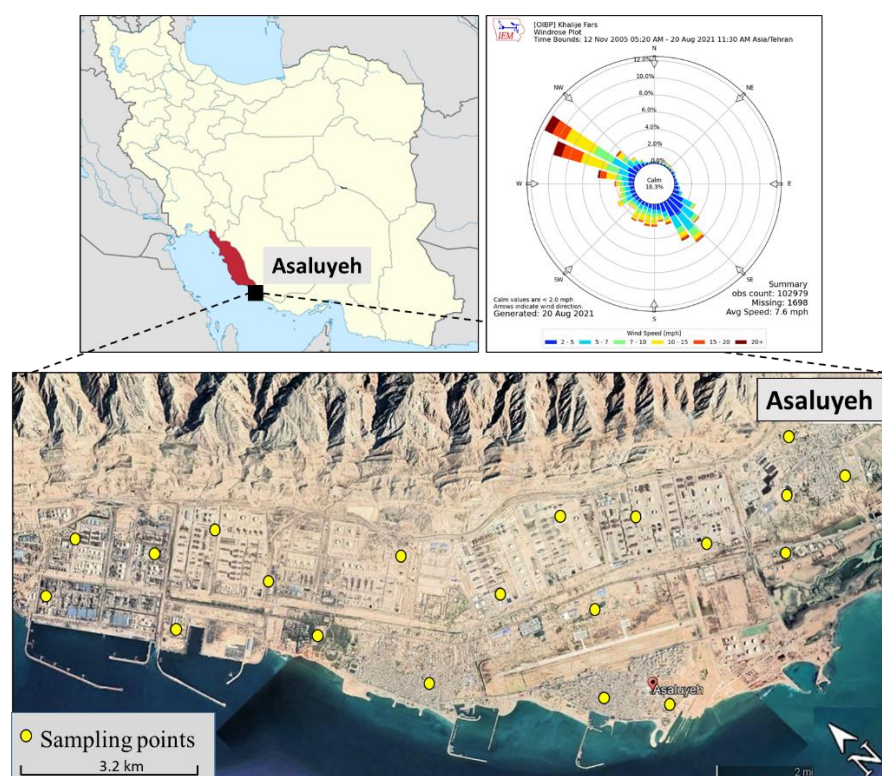 Asaluyeh
IEM
[OIBP] Khalije Fars
Windrose Plot
Time Bounds: 12 Nov 2005 05:20 AM - 20 Aug 2021 11:30 AM Asia/Tehran
N
12.0%
10.0%
NW
NE
8.0%
6.0%
4.0%
2.0%
0.0%
Calm
18.3%
W
E
SW
SE
S
Summary
obs count: 102979
Missing: 1698
Avg Speed: 7.6 mph
Calm values are < 2.0 mph
Arrows indicate wind direction.
Generated: 20 Aug 2021
Wind Speed [mph]
2 - 5 5 - 7 7 - 10 10 - 15 15 - 20 20+
Asaluyeh
Asaluyeh
Sampling points
3.2 km
2 mi
N